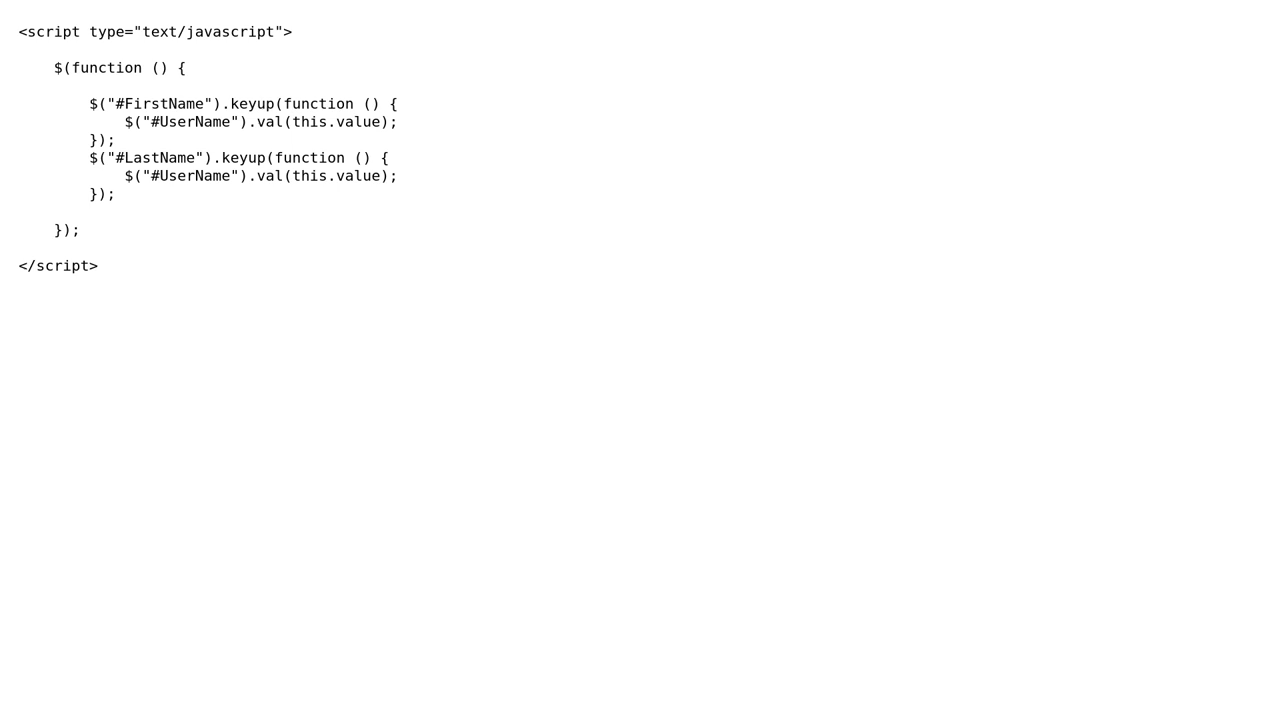 <script type="text/javascript">
    $(function () {
        $("#FirstName").keyup(function () {
            $("#UserName").val(this.value);
        });
        $("#LastName").keyup(function () {
            $("#UserName").val(this.value);
        });
    });
</script>